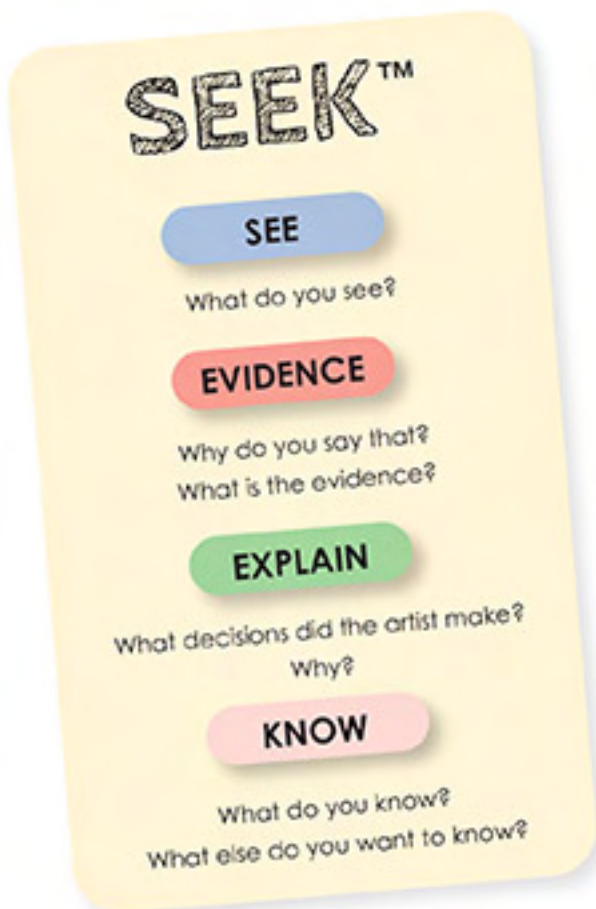 SEEK™
SEE
What do you see?
EVIDENCE
Why do you say that?
What is the evidence?
EXPLAIN
What decisions did the artist make?
Why?
KNOW
What do you know?
What else do you want to know?